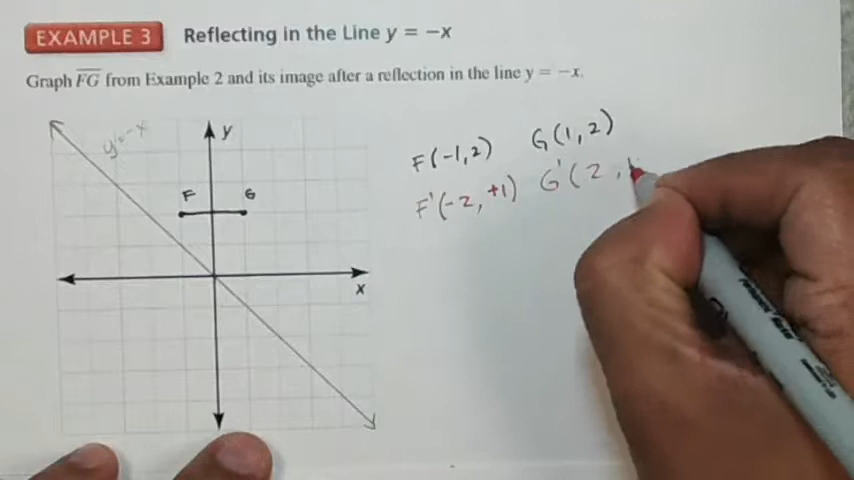 EXAMPLE 3 Reflecting in the Line y = −x
Graph FG from Example 2 and its image after a reflection in the line y = −x.
y=-x
y
F(-1,2) G(1,2)
F G
F'(-2,+1) G'(2,1
x